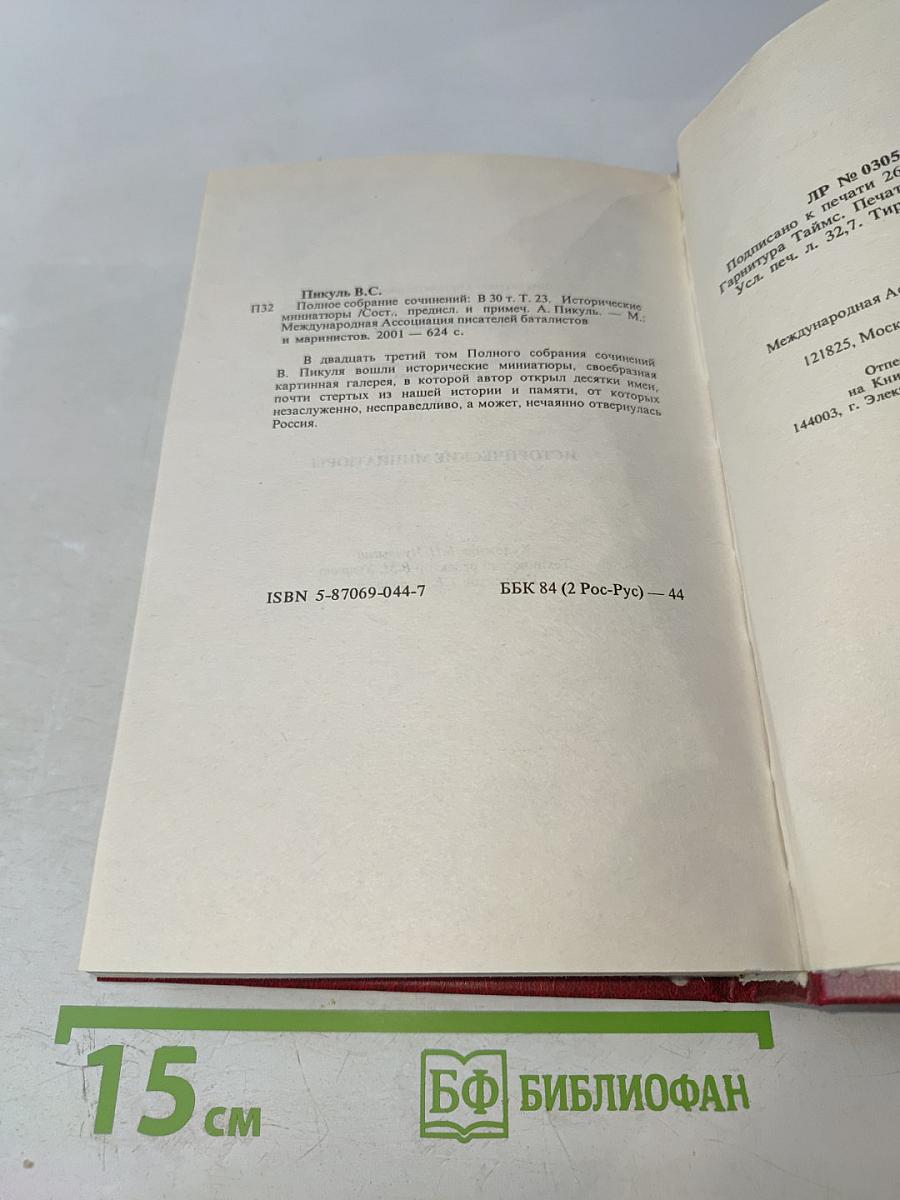 Пикуль В.С.
П32 Полное собрание сочинений: В 30 т. Т. 23. Исторические
миниатюры /Сост., предисл. и примеч. А. Пикуль. — М.:
Международная Ассоциация писателей баталистов
и маринистов. 2001 — 624 с.
В двадцать третий том Полного собрания сочинений
В. Пикуля вошли исторические миниатюры, своеобразная
картинная галерея, в которой автор открыл десятки имен,
почти стертых из нашей истории и памяти, от которых
незаслуженно, несправедливо, а может, нечаянно отвернулась
Россия.
ISBN 5-87069-044-7 ББК 84 (2 Рос-Рус) — 44
ЛР № 0305
Подписано к печати 26
Гарнитура Таймс. Печат
Усл. печ. л. 32,7. Тир
Международная Ас
121825, Моск
Отпе
на Кни
144003, г. Элек
15 см
БФ БИБЛИОФАН